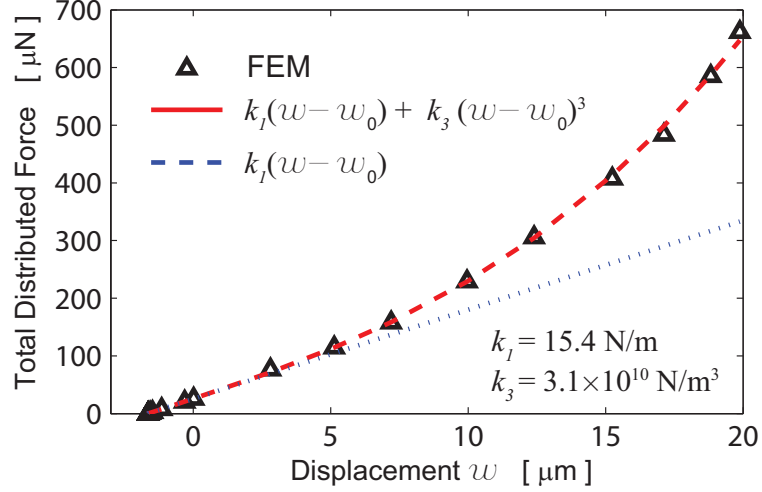 Total Distributed Force [ μN ]
700
600
500
400
300
200
100
0
FEM
k₁(w−w₀) + k₃ (w−w₀)³
k₁(w−w₀)
k₁ = 15.4 N/m
k₃ = 3.1×10¹⁰ N/m³
0 5 10 15 20
Displacement w [ μm ]